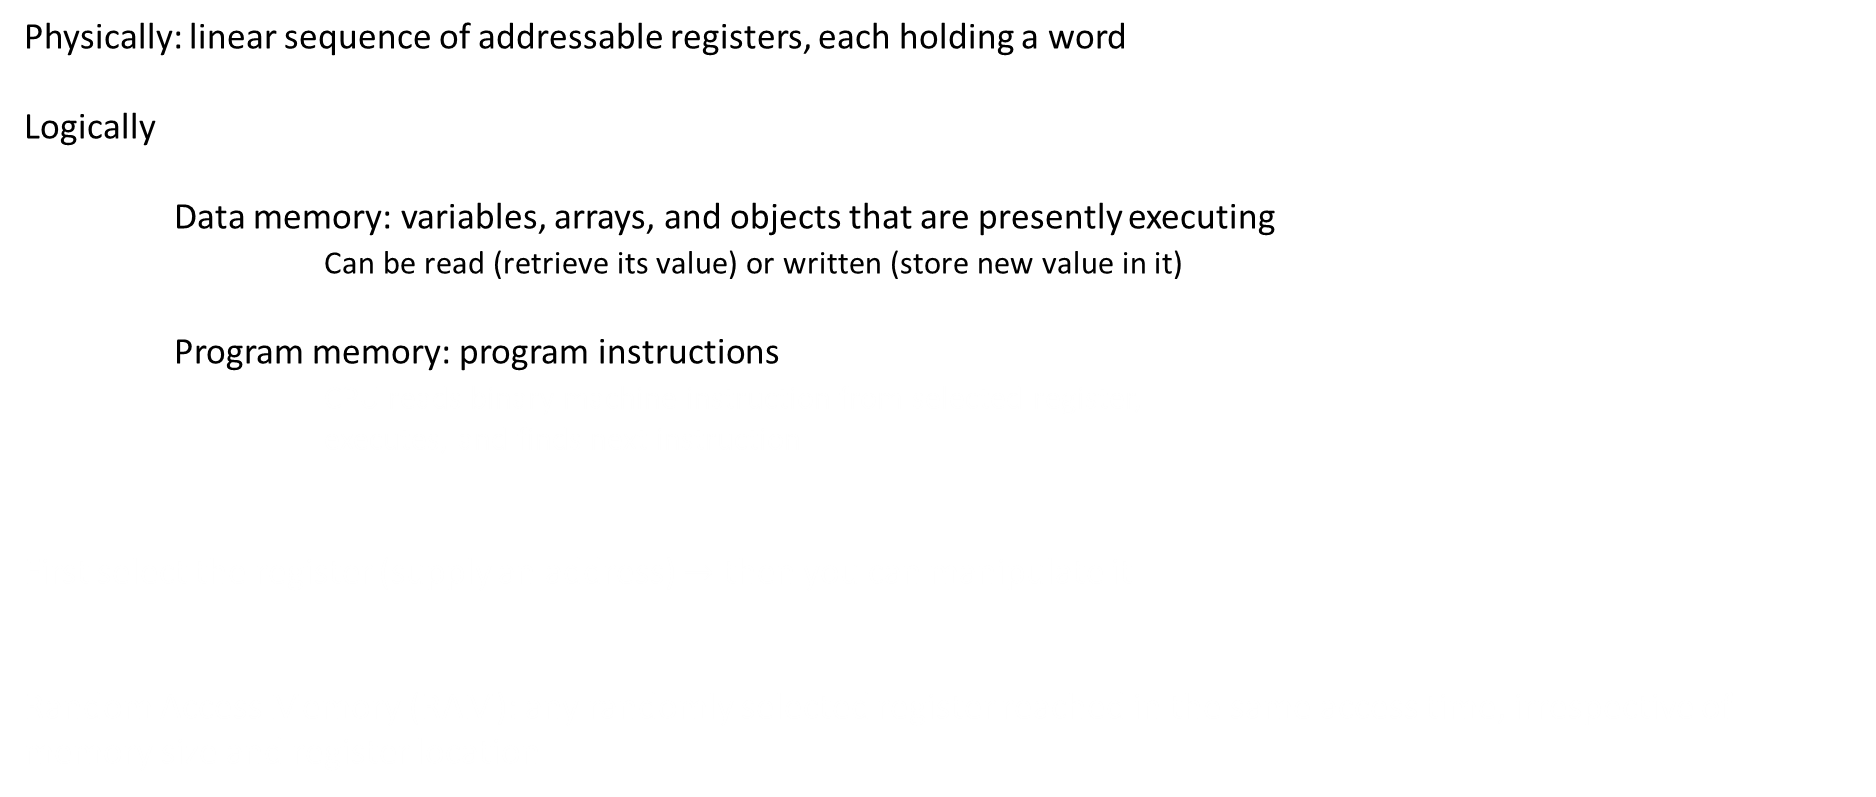 Physically: linear sequence of addressable registers, each holding a word
Logically
Data memory: variables, arrays, and objects that are presently executing
Can be read (retrieve its value) or written (store new value in it)
Program memory: program instructions